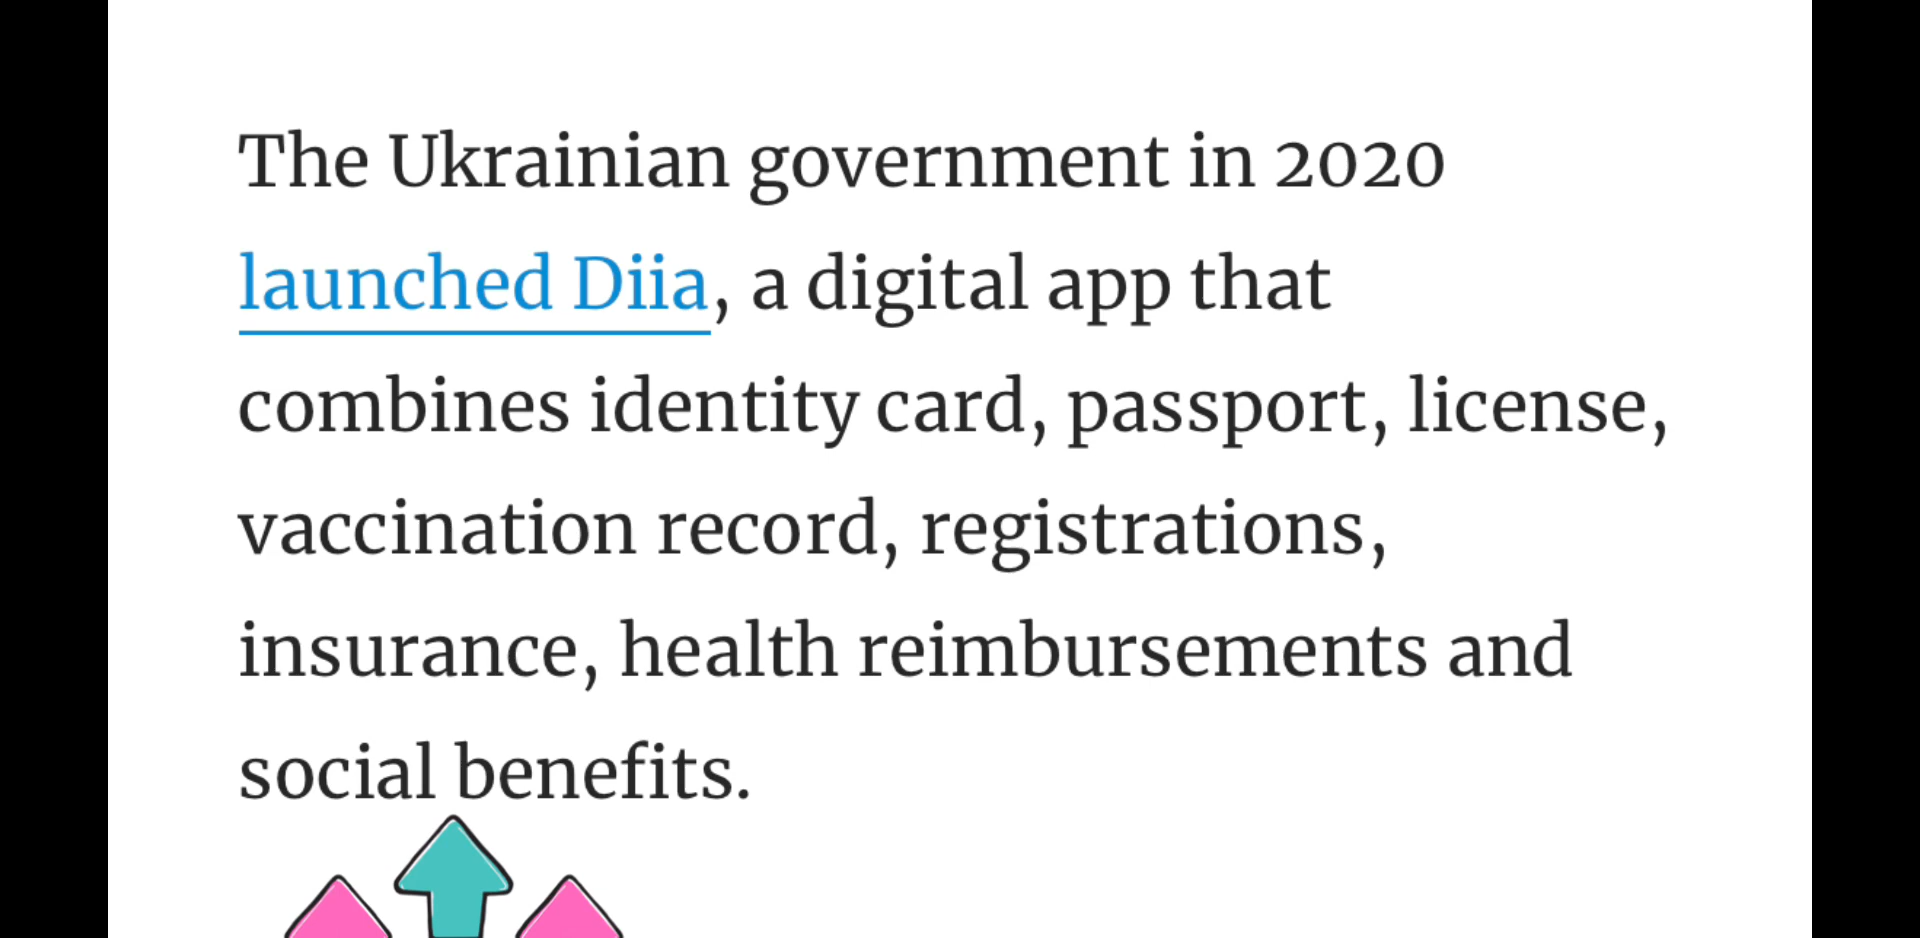 The Ukrainian government in 2020
launched Diia, a digital app that
combines identity card, passport, license,
vaccination record, registrations,
insurance, health reimbursements and
social benefits.